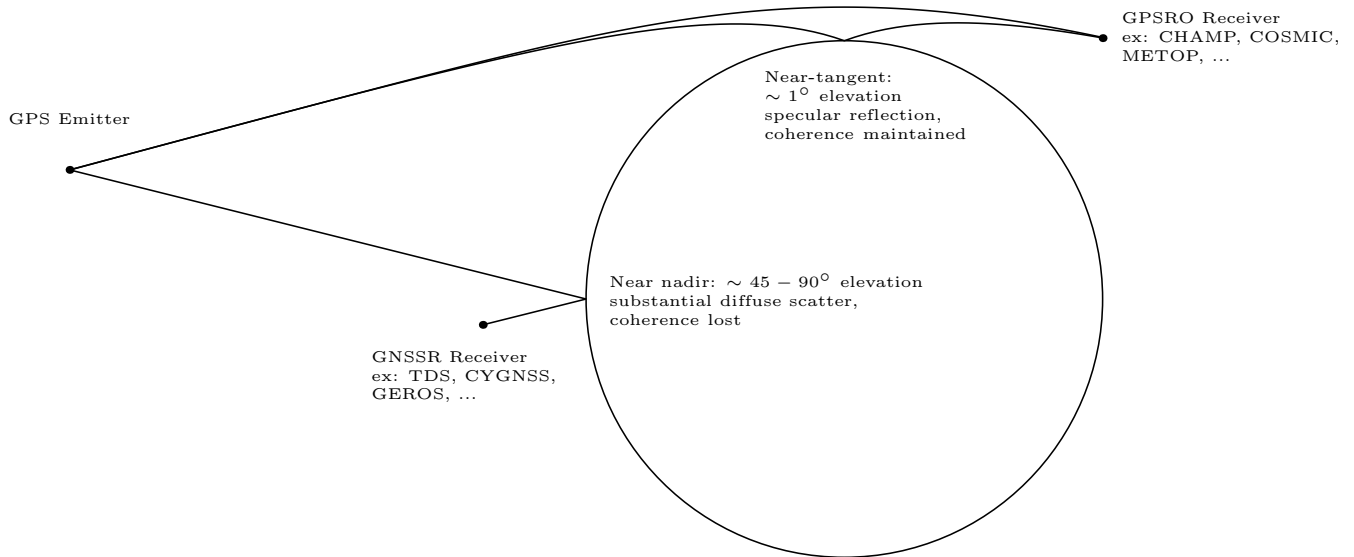 GPSRO Receiver
ex: CHAMP, COSMIC,
METOP, ...
Near-tangent:
∼ 1° elevation
specular reflection,
coherence maintained
GPS Emitter
Near nadir: ∼ 45 − 90° elevation
substantial diffuse scatter,
coherence lost
GNSSR Receiver
ex: TDS, CYGNSS,
GEROS, ...